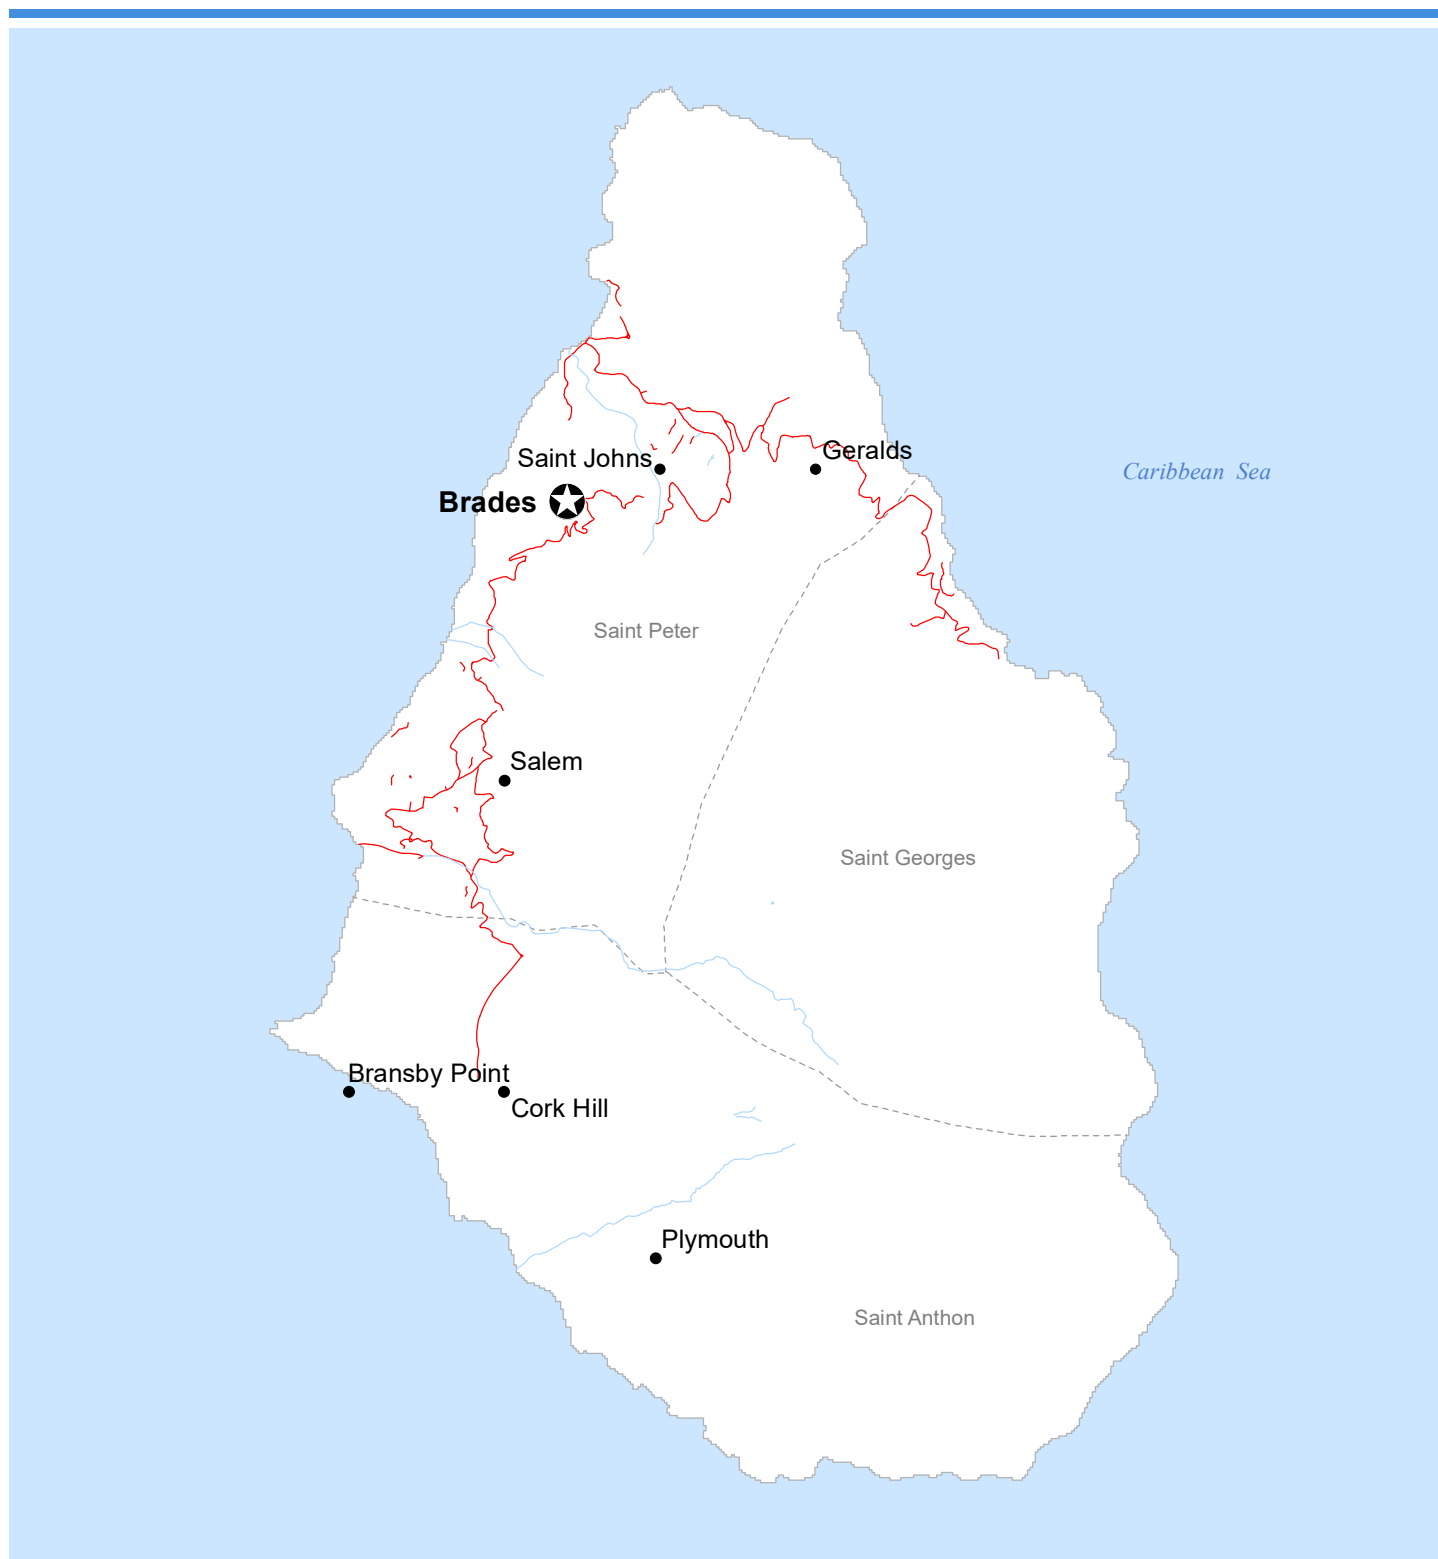 Geralds
Saint Johns
Caribbean Sea
Brades
Saint Peter
Salem
Saint Georges
Bransby Point
Cork Hill
Plymouth
Saint Anthon